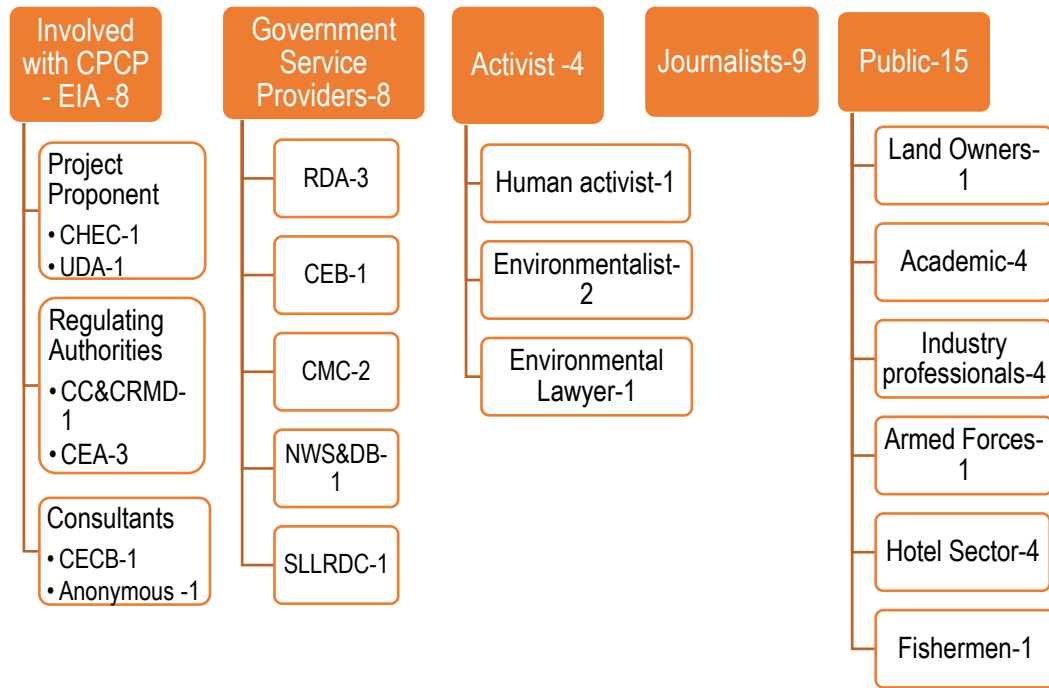 Involved
with CPCP
- EIA -8
Project
Proponent
• CHEC-1
• UDA-1
Regulating
Authorities
• CC&CRMD-
1
• CEA-3
Consultants
• CECB-1
• Anonymous -1
Government
Service
Providers-8
RDA-3
CEB-1
CMC-2
NWS&DB-
1
SLLRDC-1
Activist -4
Human activist-1
Environmentalist-
2
Environmental
Lawyer-1
Journalists-9
Public-15
Land Owners-
1
Academic-4
Industry
professionals-4
Armed Forces-
1
Hotel Sector-4
Fishermen-1